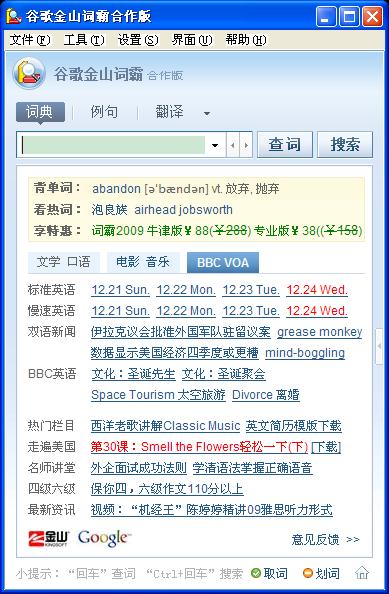 谷歌金山词霸合作版
文件(F) 工具(T) 设置(S) 界面(U) 帮助(H)
谷歌金山词霸 合作版
词典 例句 翻译
查词 搜索
背单词： abandon [ə'bændən] vt. 放弃, 抛弃
看热词： 泡良族 airhead jobsworth
享特惠： 词霸2009 牛津版￥88(￥288) 专业版￥38((￥158)
文学 口语 电影 音乐 BBC VOA
标准英语 12.21 Sun. 12.22 Mon. 12.23 Tue. 12.24 Wed.
慢速英语 12.21 Sun. 12.22 Mon. 12.23 Tue. 12.24 Wed.
双语新闻 伊拉克议会批准外国军队驻留议案 grease monkey
数据显示美国经济四季度或更糟 mind-boggling
BBC英语 文化：圣诞先生 文化：圣诞聚会
Space Tourism 太空旅游 Divorce 离婚
热门栏目 西洋老歌讲解Classic Music 英文简历模版下载
走遍美国 第30课：Smell the Flowers轻松一下(下) [下载]
名师讲堂 外企面试成功法则 学清语法掌握正确语音
四级六级 保你四，六级作文110分以上
最新资讯 视频：“机经王”陈婷婷精讲09雅思听力形式
金山 KINGSOFT Google 意见反馈 >>
小提示：“回车”查词 “Ctrl+回车”搜索 取词 划词